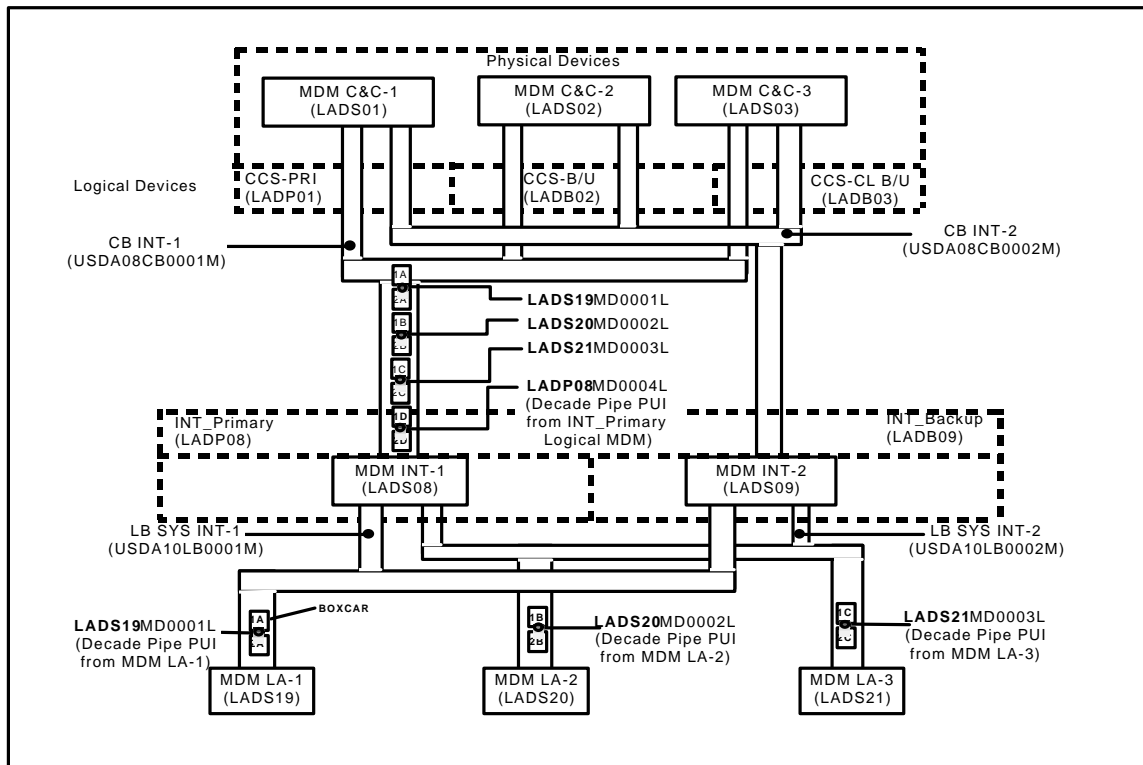 Physical Devices
MDM C&C-1
(LADS01)
MDM C&C-2
(LADS02)
MDM C&C-3
(LADS03)
Logical Devices
CCS-PRI
(LADP01)
CCS-B/U
(LADB02)
CCS-CL B/U
(LADB03)
CB INT-1
(USDA08CB0001M)
CB INT-2
(USDA08CB0002M)
1A
2A
LADS19MD0001L
1B
LADS20MD0002L
1C
2C
LADS21MD0003L
1D
LADP08MD0004L
(Decade Pipe PUI
from INT_Primary
Logical MDM)
INT_Primary
(LADP08)
INT_Backup
(LADB09)
MDM INT-1
(LADS08)
MDM INT-2
(LADS09)
LB SYS INT-1
(USDA10LB0001M)
LB SYS INT-2
(USDA10LB0002M)
BOXCAR
1A
LADS19MD0001L
(Decade Pipe PUI
from MDM LA-1)
1B
2B
LADS20MD0002L
(Decade Pipe PUI
from MDM LA-2)
1C
2C
LADS21MD0003L
(Decade Pipe PUI
from MDM LA-3)
MDM LA-1
(LADS19)
MDM LA-2
(LADS20)
MDM LA-3
(LADS21)